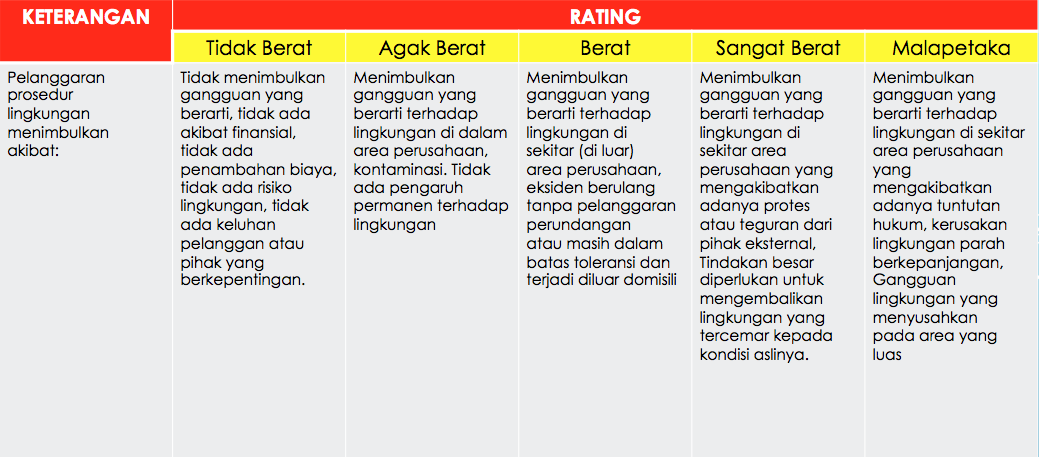 KETERANGAN
RATING
Tidak Berat
Agak Berat
Berat
Sangat Berat
Malapetaka
Pelanggaran
prosedur
lingkungan
menimbulkan
akibat:
Tidak menimbulkan
gangguan yang
berarti, tidak ada
akibat finansial,
tidak ada
penambahan biaya,
tidak ada risiko
lingkungan, tidak
ada keluhan
pelanggan atau
pihak yang
berkepentingan.
Menimbulkan
gangguan yang
berarti terhadap
lingkungan di dalam
area perusahaan,
kontaminasi. Tidak
ada pengaruh
permanen terhadap
lingkungan
Menimbulkan
gangguan yang
berarti terhadap
lingkungan di
sekitar (di luar)
area perusahaan,
eksiden berulang
tanpa pelanggaran
perundangan
atau masih dalam
batas toleransi dan
terjadi diluar domisili
Menimbulkan
gangguan yang
berarti terhadap
lingkungan di
sekitar area
perusahaan yang
mengakibatkan
adanya protes
atau teguran dari
pihak eksternal,
Tindakan besar
diperlukan untuk
mengembalikan
lingkungan yang
tercemar kepada
kondisi aslinya.
Menimbulkan
gangguan yang
berarti terhadap
lingkungan di sekitar
area perusahaan
yang
mengakibatkan
adanya tuntutan
hukum, kerusakan
lingkungan parah
berkepanjangan,
Gangguan
lingkungan yang
menyusahkan
pada area yang
luas